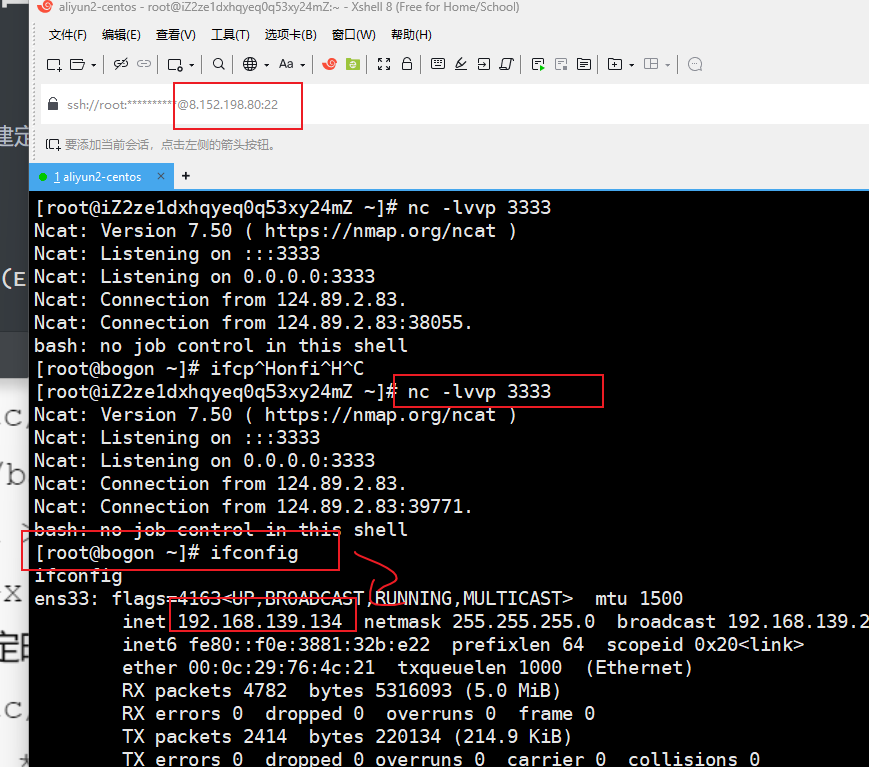 aliyun2-centos - root@iZ2ze1dxhqyeq0q53xy24mZ:~ - Xshell 8 (Free for Home/School)
文件(F) 编辑(E) 查看(V) 工具(T) 选项卡(B) 窗口(W) 帮助(H)
ssh://root:**********@8.152.198.80:22
要添加当前会话，点击左侧的箭头按钮。
1 aliyun2-centos × +
[root@iZ2ze1dxhqyeq0q53xy24mZ ~]# nc -lvvp 3333
Ncat: Version 7.50 ( https://nmap.org/ncat )
Ncat: Listening on :::3333
Ncat: Listening on 0.0.0.0:3333
Ncat: Connection from 124.89.2.83.
Ncat: Connection from 124.89.2.83:38055.
bash: no job control in this shell
[root@bogon ~]# ifcp^Honfi^H^C
[root@iZ2ze1dxhqyeq0q53xy24mZ ~]# nc -lvvp 3333
Ncat: Version 7.50 ( https://nmap.org/ncat )
Ncat: Listening on :::3333
Ncat: Listening on 0.0.0.0:3333
Ncat: Connection from 124.89.2.83.
Ncat: Connection from 124.89.2.83:39771.
bash: no job control in this shell
[root@bogon ~]# ifconfig
ifconfig
ens33: flags=4163<UP,BROADCAST,RUNNING,MULTICAST>  mtu 1500
inet 192.168.139.134  netmask 255.255.255.0  broadcast 192.168.139.2
inet6 fe80::f0e:3881:32b:e22  prefixlen 64  scopeid 0x20<link>
ether 00:0c:29:76:4c:21  txqueuelen 1000  (Ethernet)
RX packets 4782  bytes 5316093 (5.0 MiB)
RX errors 0  dropped 0  overruns 0  frame 0
TX packets 2414  bytes 220134 (214.9 KiB)
TX errors 0  dropped 0  overruns 0  carrier 0  collisions 0